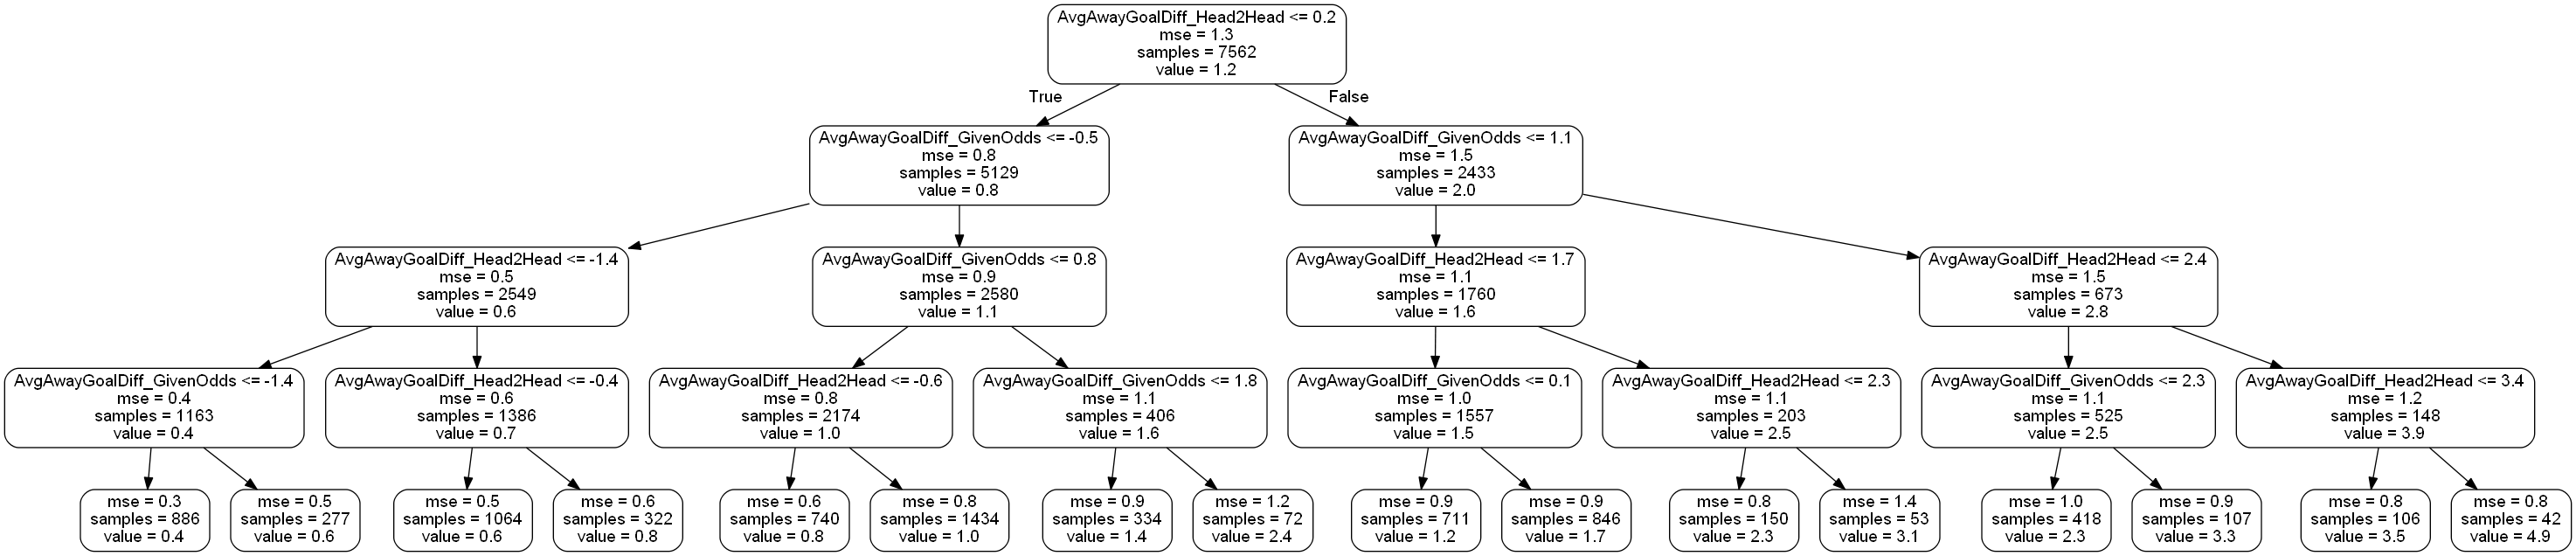 AvgAwayGoalDiff_Head2Head <= 0.2
mse = 1.3
samples = 7562
value = 1.2
True
False
AvgAwayGoalDiff_GivenOdds <= -0.5
mse = 0.8
samples = 5129
value = 0.8
AvgAwayGoalDiff_GivenOdds <= 1.1
mse = 1.5
samples = 2433
value = 2.0
AvgAwayGoalDiff_Head2Head <= -1.4
mse = 0.5
samples = 2549
value = 0.6
AvgAwayGoalDiff_GivenOdds <= 0.8
mse = 0.9
samples = 2580
value = 1.1
AvgAwayGoalDiff_Head2Head <= 1.7
mse = 1.1
samples = 1760
value = 1.6
AvgAwayGoalDiff_Head2Head <= 2.4
mse = 1.5
samples = 673
value = 2.8
AvgAwayGoalDiff_GivenOdds <= -1.4
mse = 0.4
samples = 1163
value = 0.4
AvgAwayGoalDiff_Head2Head <= -0.4
mse = 0.6
samples = 1386
value = 0.7
AvgAwayGoalDiff_Head2Head <= -0.6
mse = 0.8
samples = 2174
value = 1.0
AvgAwayGoalDiff_GivenOdds <= 1.8
mse = 1.1
samples = 406
value = 1.6
AvgAwayGoalDiff_GivenOdds <= 0.1
mse = 1.0
samples = 1557
value = 1.5
AvgAwayGoalDiff_Head2Head <= 2.3
mse = 1.1
samples = 203
value = 2.5
AvgAwayGoalDiff_GivenOdds <= 2.3
mse = 1.1
samples = 525
value = 2.5
AvgAwayGoalDiff_Head2Head <= 3.4
mse = 1.2
samples = 148
value = 3.9
mse = 0.3
samples = 886
value = 0.4
mse = 0.5
samples = 277
value = 0.6
mse = 0.5
samples = 1064
value = 0.6
mse = 0.6
samples = 322
value = 0.8
mse = 0.6
samples = 740
value = 0.8
mse = 0.8
samples = 1434
value = 1.0
mse = 0.9
samples = 334
value = 1.4
mse = 1.2
samples = 72
value = 2.4
mse = 0.9
samples = 711
value = 1.2
mse = 0.9
samples = 846
value = 1.7
mse = 0.8
samples = 150
value = 2.3
mse = 1.4
samples = 53
value = 3.1
mse = 1.0
samples = 418
value = 2.3
mse = 0.9
samples = 107
value = 3.3
mse = 0.8
samples = 106
value = 3.5
mse = 0.8
samples = 42
value = 4.9